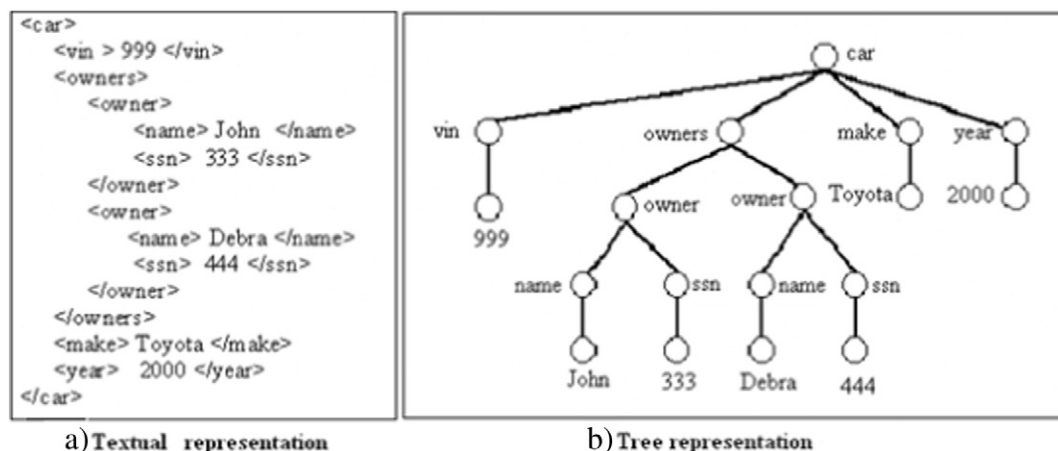 <car>
<vin > 999 </vin>
<owners>
<owner>
<name> John </name>
<ssn> 333 </ssn>
</owner>
<owner>
<name> Debra </name>
<ssn> 444 </ssn>
</owner>
</owners>
<make> Toyota </make>
<year> 2000 </year>
</car>
a) Textual representation
car
vin owners make year
owner owner Toyota 2000
999
name ssn name ssn
John 333 Debra 444
b) Tree representation